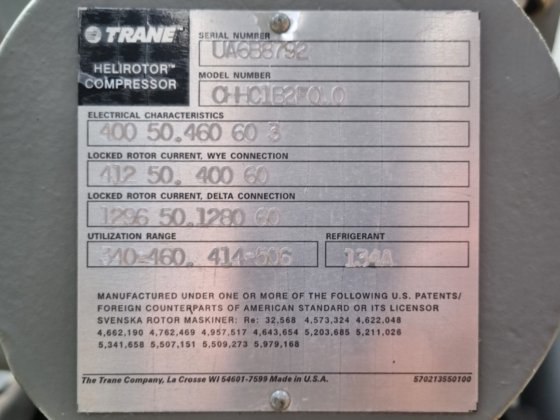 TRANE™
HELIROTOR™
COMPRESSOR
SERIAL NUMBER
UA6B8792
MODEL NUMBER
ELECTRICAL CHARACTERISTICS
400 50.460 60 3
LOCKED ROTOR CURRENT, WYE CONNECTION
412 50. 400 60
LOCKED ROTOR CURRENT, DELTA CONNECTION
1296 50.1280 60
UTILIZATION RANGE
340-460. 414-506
REFRIGERANT
134A
MANUFACTURED UNDER ONE OR MORE OF THE FOLLOWING U.S. PATENTS/
FOREIGN COUNTERPARTS OF AMERICAN STANDARD OR ITS LICENSOR
SVENSKA ROTOR MASKINER: Re: 32,568 4,573,324 4,622,048
4,662,190 4,762,469 4,957,517 4,643,654 5,203,685 5,211,026
5,341,658 5,507,151 5,509,273 5,979,168
The Trane Company, La Crosse WI 54601-7599 Made in U.S.A.
570213550100